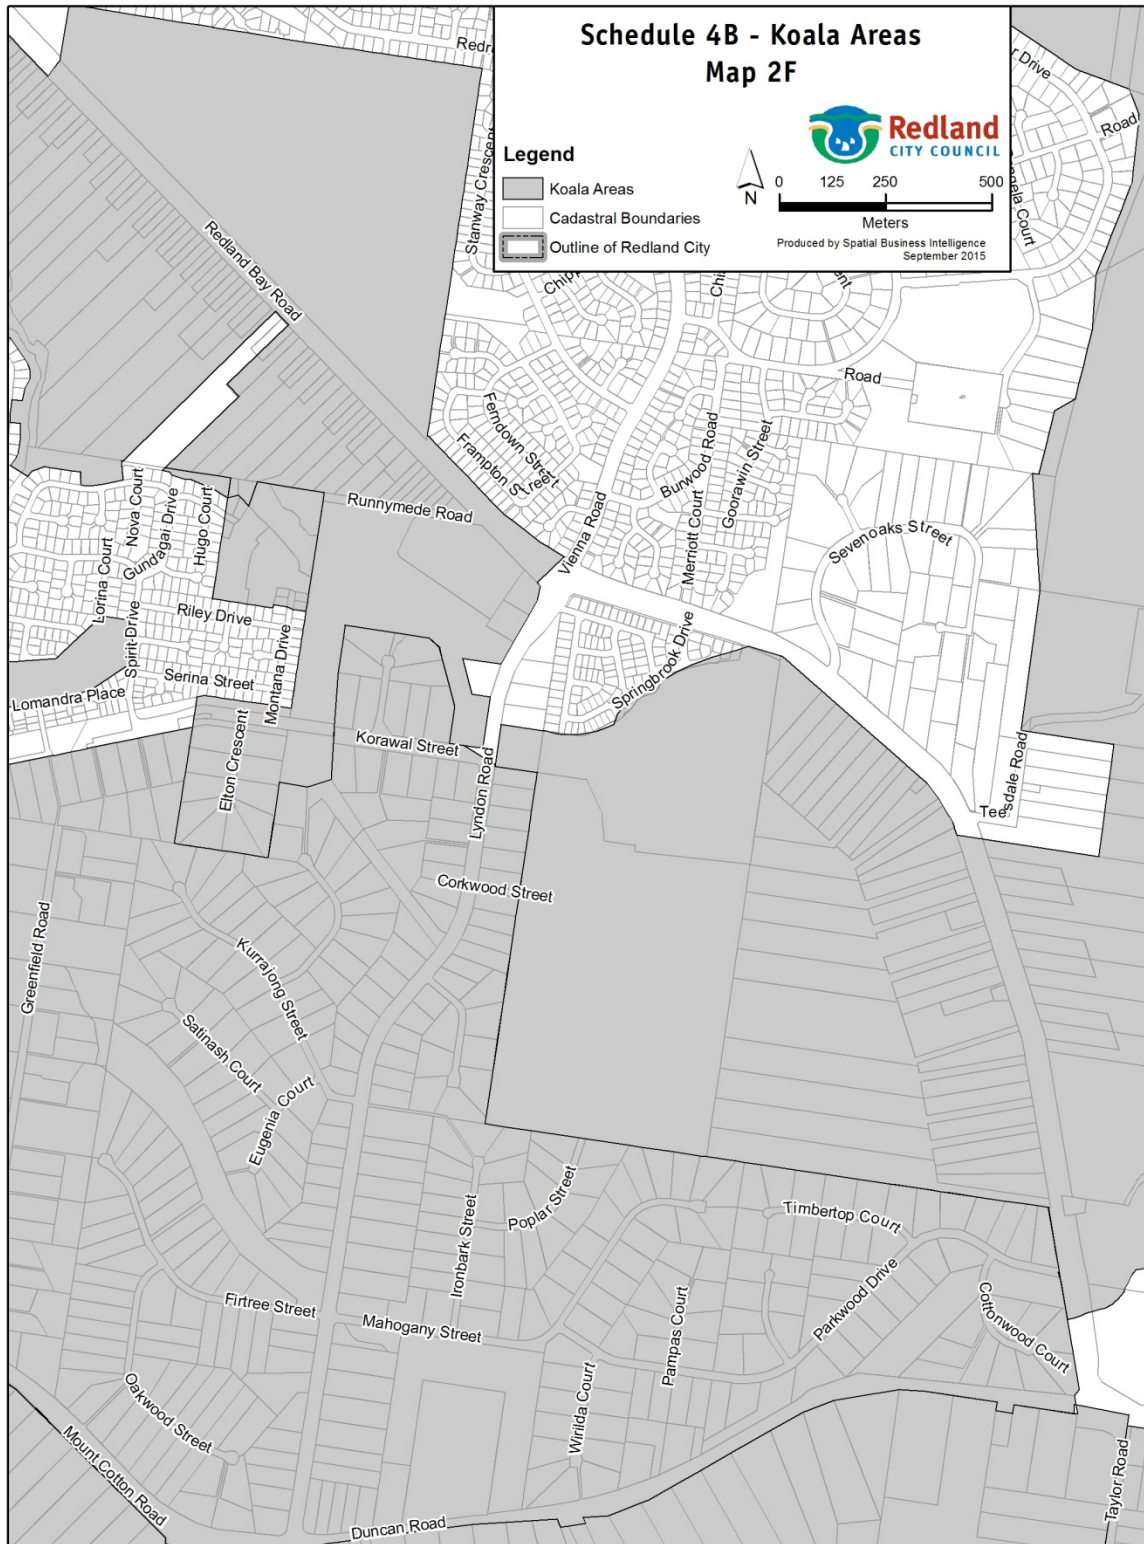 Schedule 4B - Koala Areas
Map 2F
Redland
CITY COUNCIL
Legend
Koala Areas
Cadastral Boundaries
Outline of Redland City
N
0 125 250 500
Meters
Produced by Spatial Business Intelligence
September 2015
Drive
Road
Stanway Crescent
Redland Bay Road
Road
Ferndown Street
Frampton Street
Burwood Road
Goorawin Street
Merriott Court
Vienna Road
Runnymede Road
Sevenoaks Street
Nova Court
Gundagai Drive
Hugo Court
Lorina Court
Riley Drive
Spirit Drive
Serina Street
Montana Drive
Lomandra Place
Springbrook Drive
Elton Crescent
Korawal Street
Lyndon Road
Teesdale Road
Corkwood Street
Greenfield Road
Kurrajong Street
Satinash Court
Eugenia Court
Poplar Street
Ironbark Street
Timbertop Court
Parkwood Drive
Cottonwood Court
Firtree Street
Mahogany Street
Pampas Court
Wirilda Court
Oakwood Street
Mount Cotton Road
Duncan Road
Taylor Road